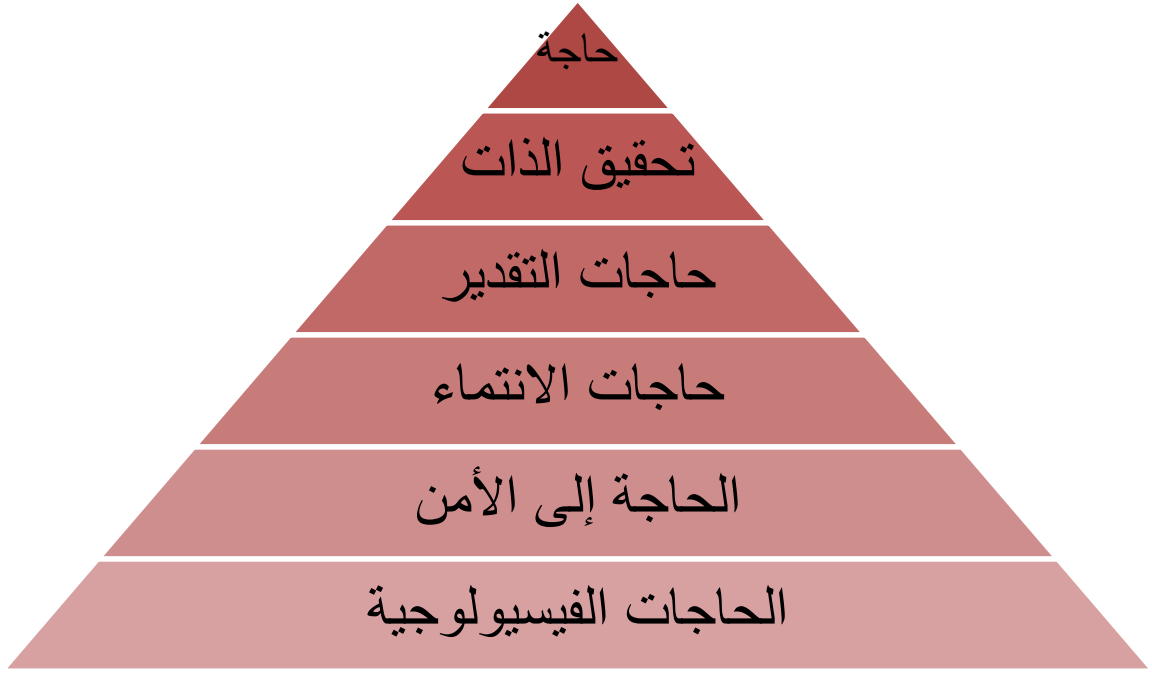 حاجة
تحقيق الذات
حاجات التقدير
حاجات الانتماء
الحاجة إلى الأمن
الحاجات الفيسيولوجية